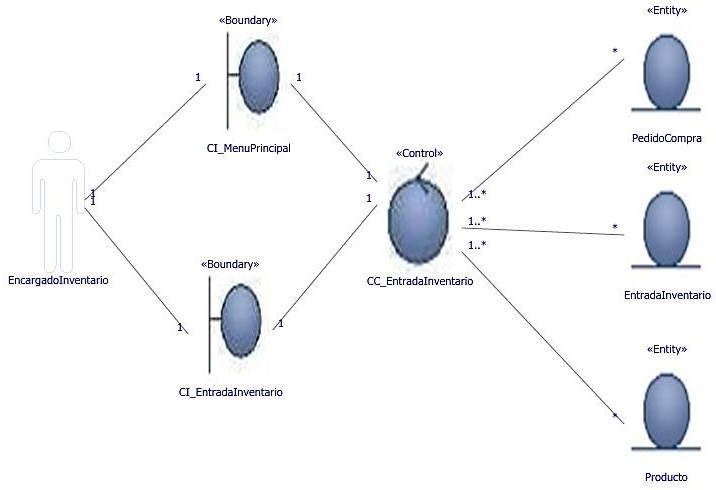 «Boundary»
1
1
CI_MenuPrincipal
EncargadoInventario
1
1
«Boundary»
1
1
CI_EntradaInventario
«Control»
1
1
CC_EntradaInventario
1..*
1..*
1..*
«Entity»
*
PedidoCompra
«Entity»
*
EntradaInventario
«Entity»
*
Producto